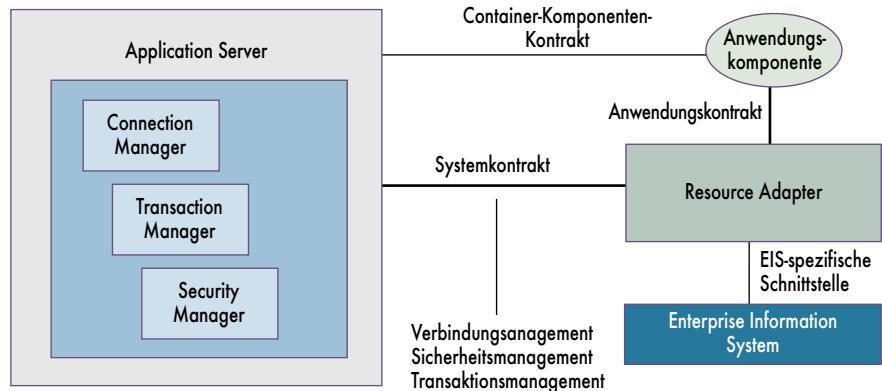 Container-Komponenten-
Kontrakt
Application Server
Anwendungs-
komponente
Connection
Manager
Anwendungskontrakt
Systemkontrakt
Transaction
Manager
Resource Adapter
EIS-spezifische
Schnittstelle
Security
Manager
Verbindungsanagement
Sicherheitsmanagement
Transaktionsmanagement
Enterprise Information
System